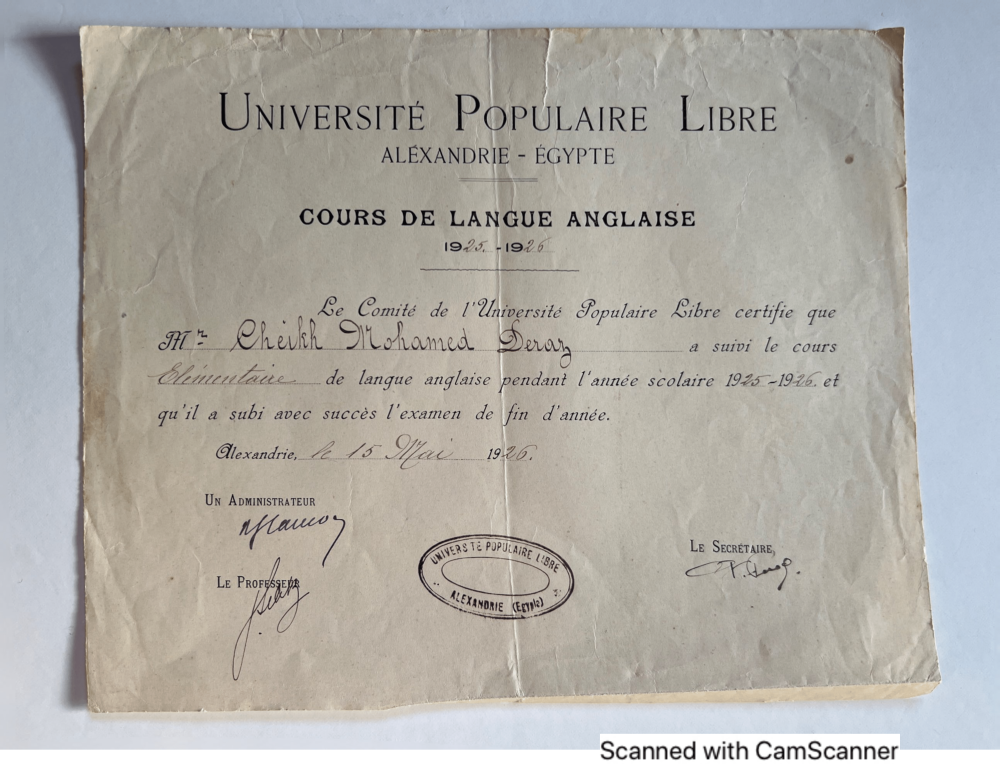 UNIVERSITÉ POPULAIRE LIBRE
ALÉXANDRIE - ÉGYPTE
COURS DE LANGUE ANGLAISE
1925.-1926
Le Comité de l'Université Populaire Libre certifie que
Mr Cheikh Mohamed Deraz a suivi le cours
Elémentaire de langue anglaise pendant l'année scolaire 1925-1926. et
qu'il a subi avec succès l'examen de fin d'année.
Alexandrie, le 15 Mai 1926.
UN ADMINISTRATEUR
LE SECRÉTAIRE,
LE PROFESSEUR
UNIVERSITÉ POPULAIRE LIBRE
ALEXANDRIE (Egypte)
Scanned with CamScanner